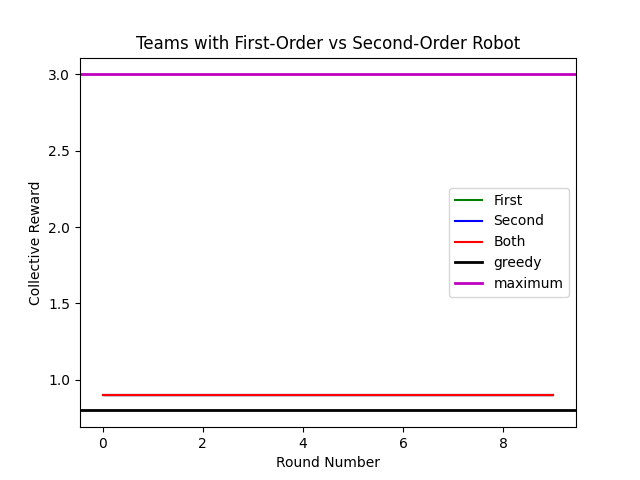 Teams with First-Order vs Second-Order Robot
Collective Reward
3.0
2.5
2.0
1.5
1.0
First
Second
Both
greedy
maximum
0 2 4 6 8
Round Number